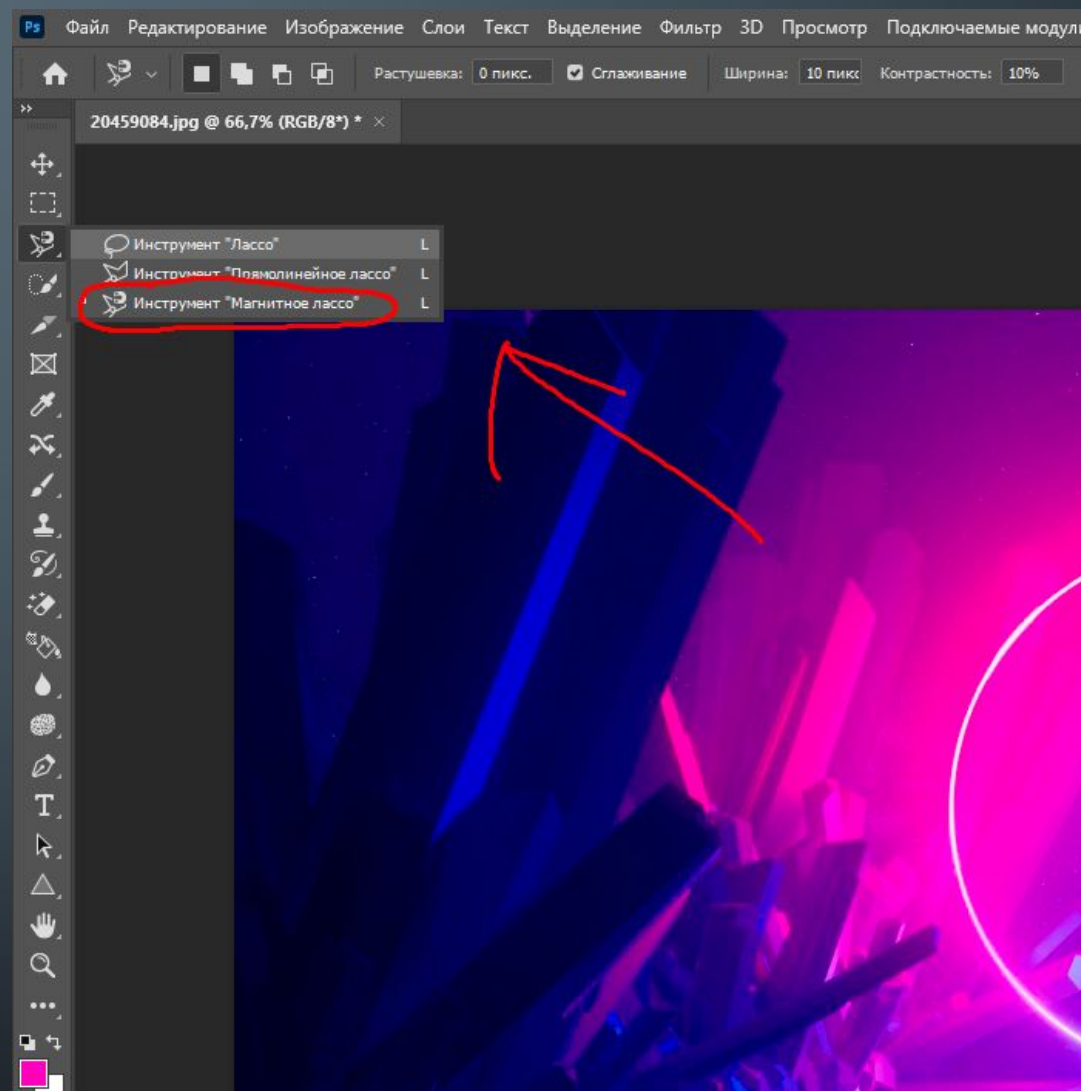 Ps Файл Редактирование Изображение Слои Текст Выделение Фильтр 3D Просмотр Подключаемые модули
Растушевка: 0 пикс. Сглаживание Ширина: 10 пикс Контрастность: 10%
20459084.jpg @ 66,7% (RGB/8*) * ×
Инструмент "Лассо" L
Инструмент "Прямолинейное лассо" L
Инструмент "Магнитное лассо" L